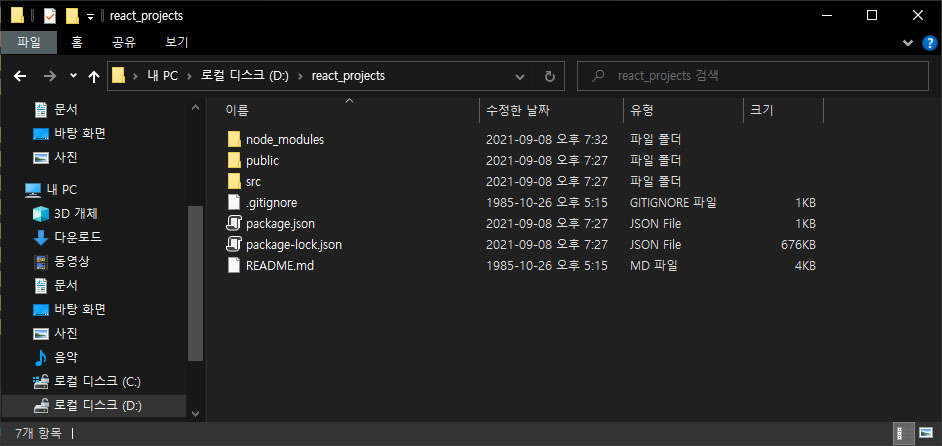 react_projects
파일 홈 공유 보기
내 PC > 로컬 디스크 (D:) > react_projects
react_projects 검색
문서
바탕 화면
사진
내 PC
3D 개체
다운로드
동영상
문서
바탕 화면
사진
음악
로컬 디스크 (C:)
로컬 디스크 (D:)
이름 수정한 날짜 유형 크기
node_modules 2021-09-08 오후 7:32 파일 폴더
public 2021-09-08 오후 7:27 파일 폴더
src 2021-09-08 오후 7:27 파일 폴더
.gitignore 1985-10-26 오후 5:15 GITIGNORE 파일 1KB
package.json 2021-09-08 오후 7:27 JSON File 1KB
package-lock.json 2021-09-08 오후 7:27 JSON File 676KB
README.md 1985-10-26 오후 5:15 MD 파일 4KB
7개 항목